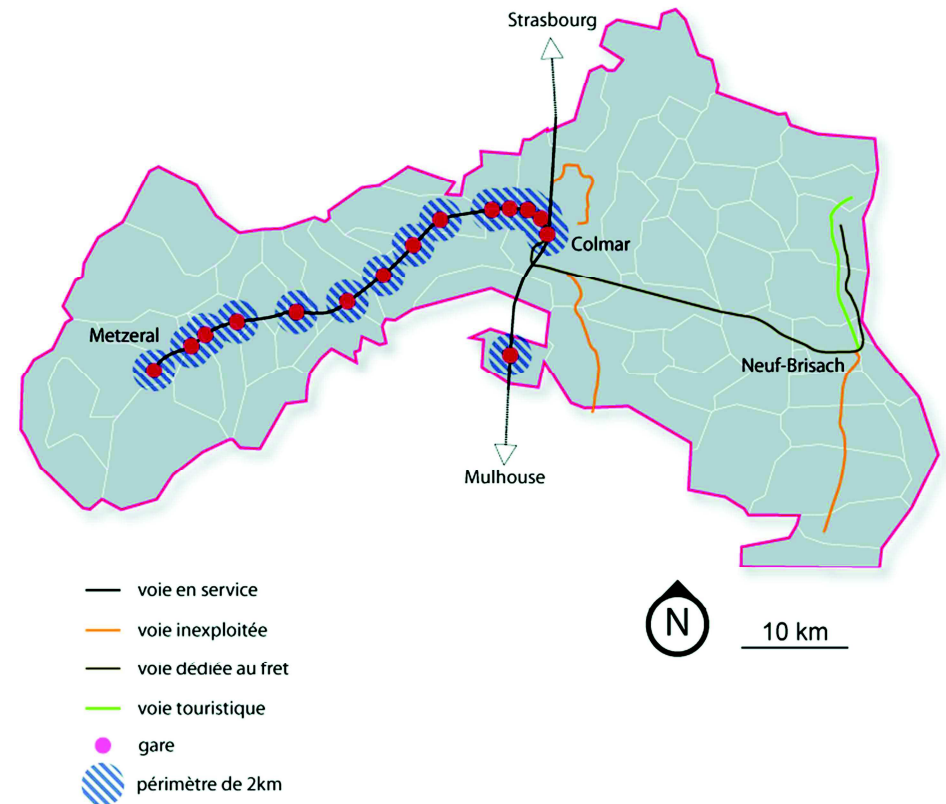 Strasbourg
Colmar
Metzeral
Neuf-Brisach
Mulhouse
voie en service
voie inexploitée
voie dédiée au fret
voie touristique
gare
périmètre de 2km
N
10 km